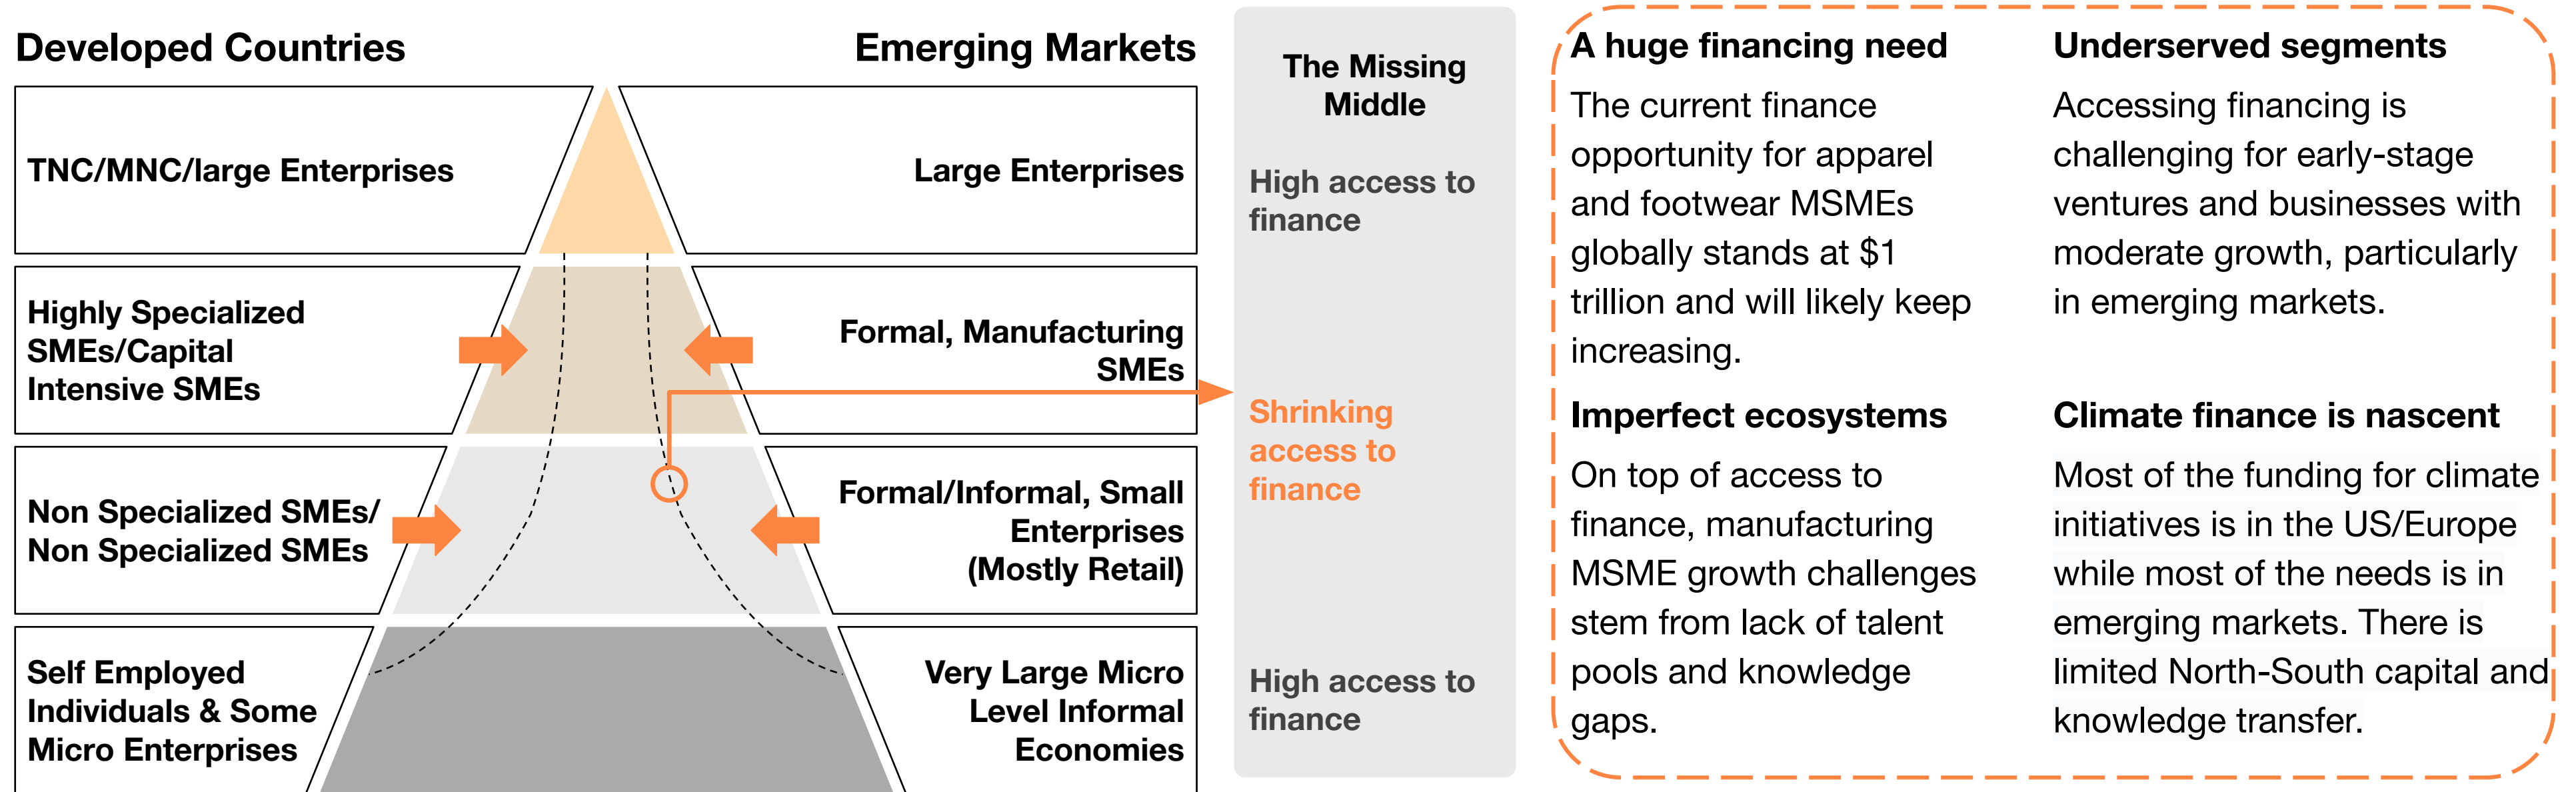 Developed Countries
Emerging Markets
TNC/MNC/large Enterprises
Large Enterprises
Highly Specialized
SMEs/Capital
Intensive SMEs
Formal, Manufacturing
SMEs
Non Specialized SMEs/
Non Specialized SMEs
Formal/Informal, Small
Enterprises
(Mostly Retail)
Self Employed
Individuals & Some
Micro Enterprises
Very Large Micro
Level Informal
Economies
The Missing
Middle
High access to
finance
Shrinking
access to
finance
High access to
finance
A huge financing need
The current finance
opportunity for apparel
and footwear MSMEs
globally stands at $1
trillion and will likely keep
increasing.
Underserved segments
Accessing financing is
challenging for early-stage
ventures and businesses with
moderate growth, particularly
in emerging markets.
Imperfect ecosystems
On top of access to
finance, manufacturing
MSME growth challenges
stem from lack of talent
pools and knowledge
gaps.
Climate finance is nascent
Most of the funding for climate
initiatives is in the US/Europe
while most of the needs is in
emerging markets. There is
limited North-South capital and
knowledge transfer.